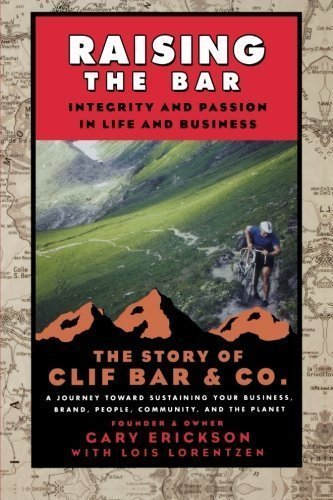 RAISING
THE BAR
INTEGRITY AND PASSION
IN LIFE AND BUSINESS
THE STORY OF
CLIF BAR & CO.
A JOURNEY TOWARD SUSTAINING YOUR BUSINESS,
BRAND, PEOPLE, COMMUNITY, AND THE PLANET
FOUNDER & OWNER
GARY ERICKSON
WITH LOIS LORENTZEN